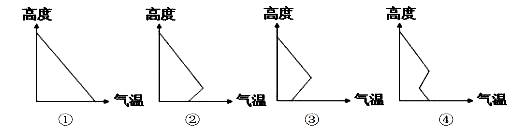 高度 高度 高度 高度
气温 气温 气温 气温
① ② ③ ④